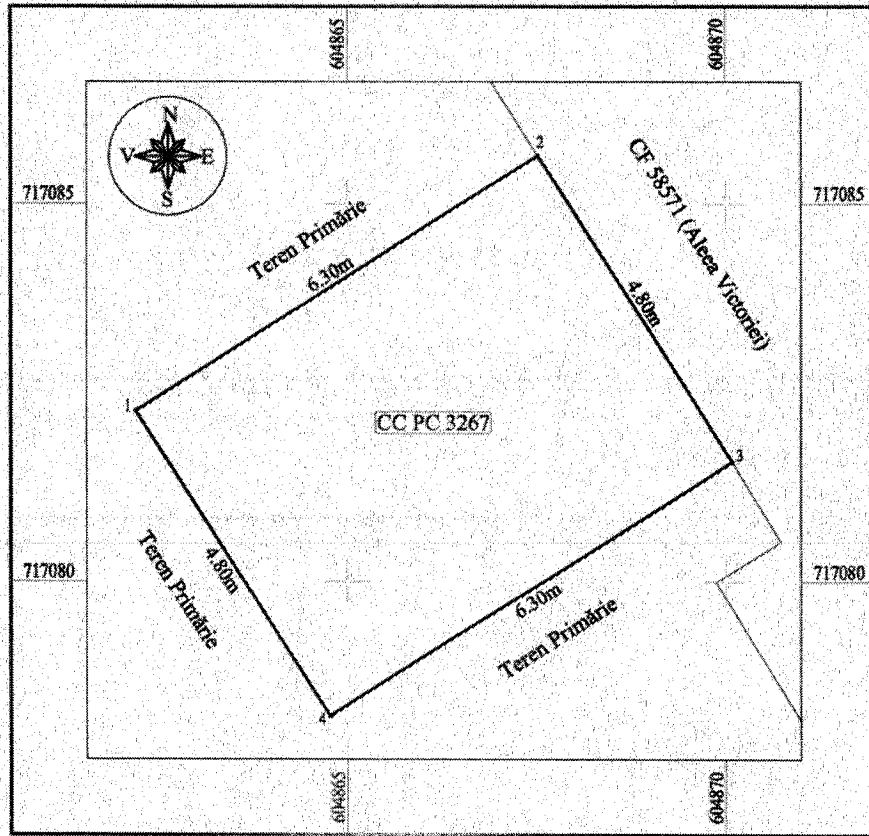 604865
604870
N
V E
S
2
CF 58571 (Aleea Victoriei)
717085
717085
Teren Primărie
6.30m
4.80m
1
CC PC 3267
3
Teren Primărie
4.80m
717080
717080
6.30m
Teren Primărie
4
604865
604870